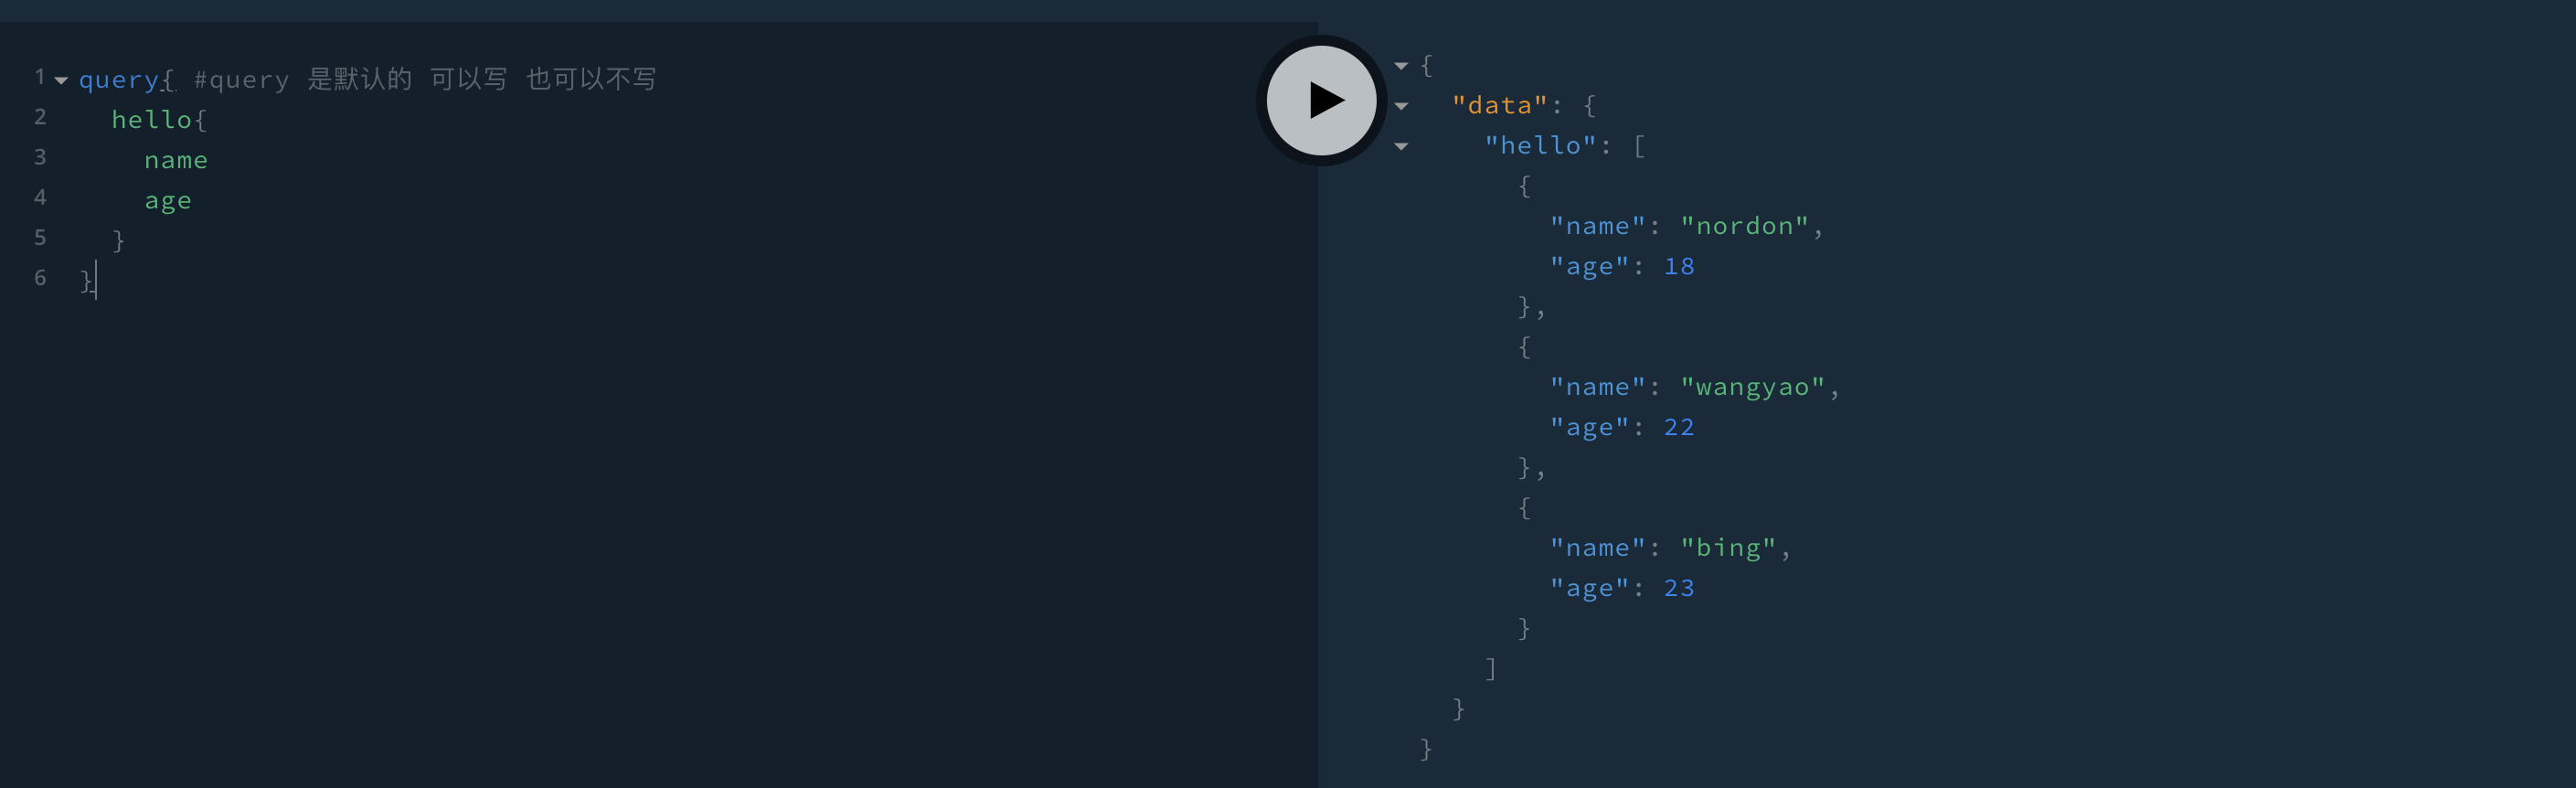 1 query{ #query 是默认的 可以写 也可以不写
2 hello{
3 name
4 age
5 }
6 }
{
"data": {
"hello": [
{
"name": "nordon",
"age": 18
},
{
"name": "wangyao",
"age": 22
},
{
"name": "bing",
"age": 23
}
]
}
}